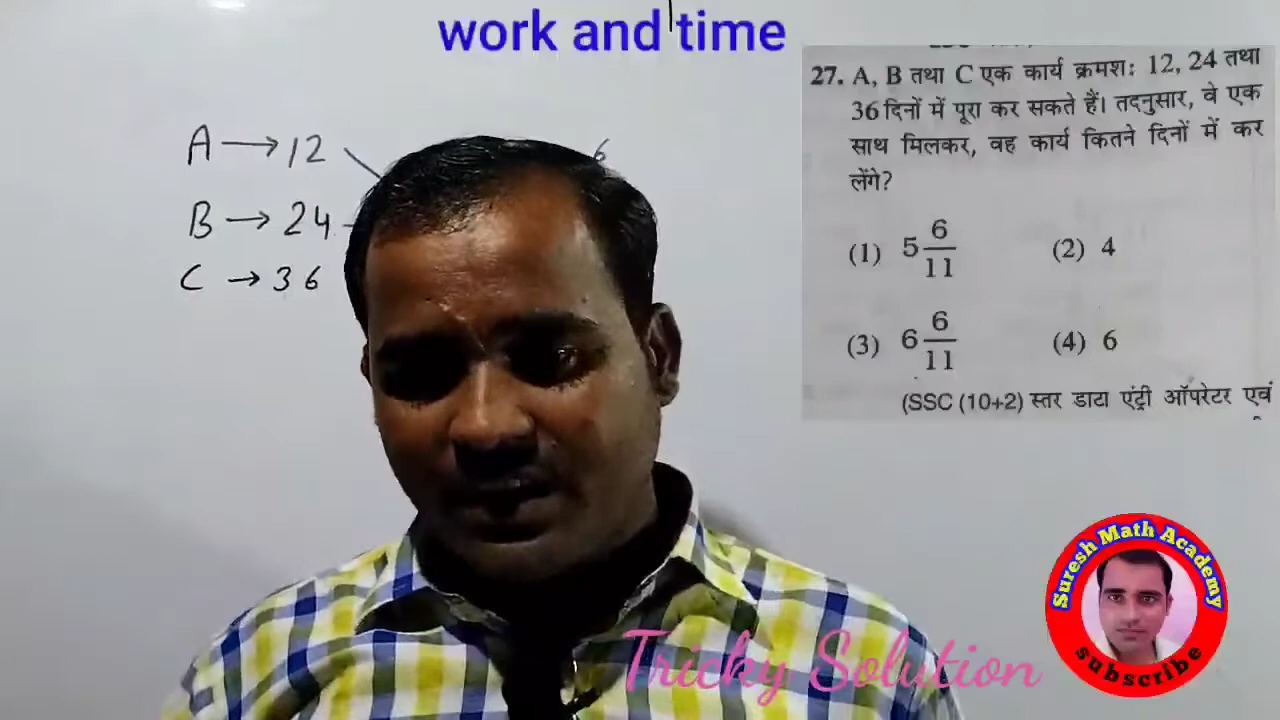 work and time
A → 12
B → 24
C → 36
6
27. A, B तथा C एक कार्य क्रमशः 12, 24 तथा
36 दिनों में पूरा कर सकते हैं। तदनुसार, वे एक
साथ मिलकर, वह कार्य कितने दिनों में कर
लेंगे?
(1) 5 6/11 (2) 4
(3) 6 6/11 (4) 6
(SSC (10+2) स्तर डाटा एंट्री ऑपरेटर एवं
Suresh Math Academy
subscribe
Tricky Solution